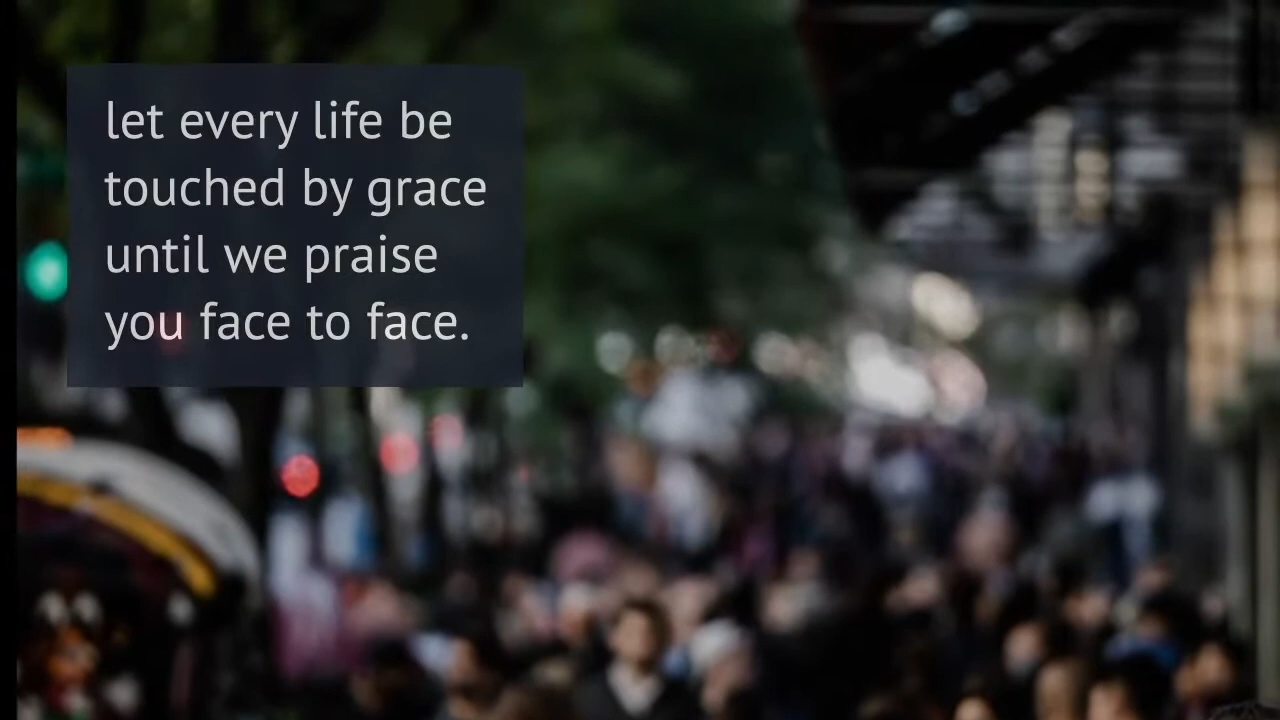 let every life be
touched by grace
until we praise
you face to face.